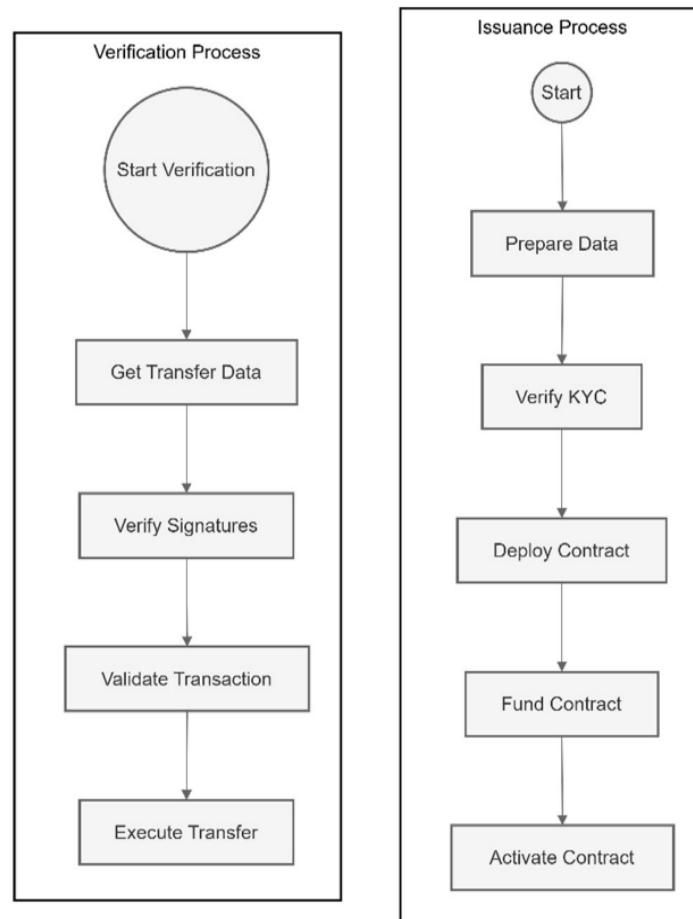 Verification Process
Start Verification
Get Transfer Data
Verify Signatures
Validate Transaction
Execute Transfer
Issuance Process
Start
Prepare Data
Verify KYC
Deploy Contract
Fund Contract
Activate Contract